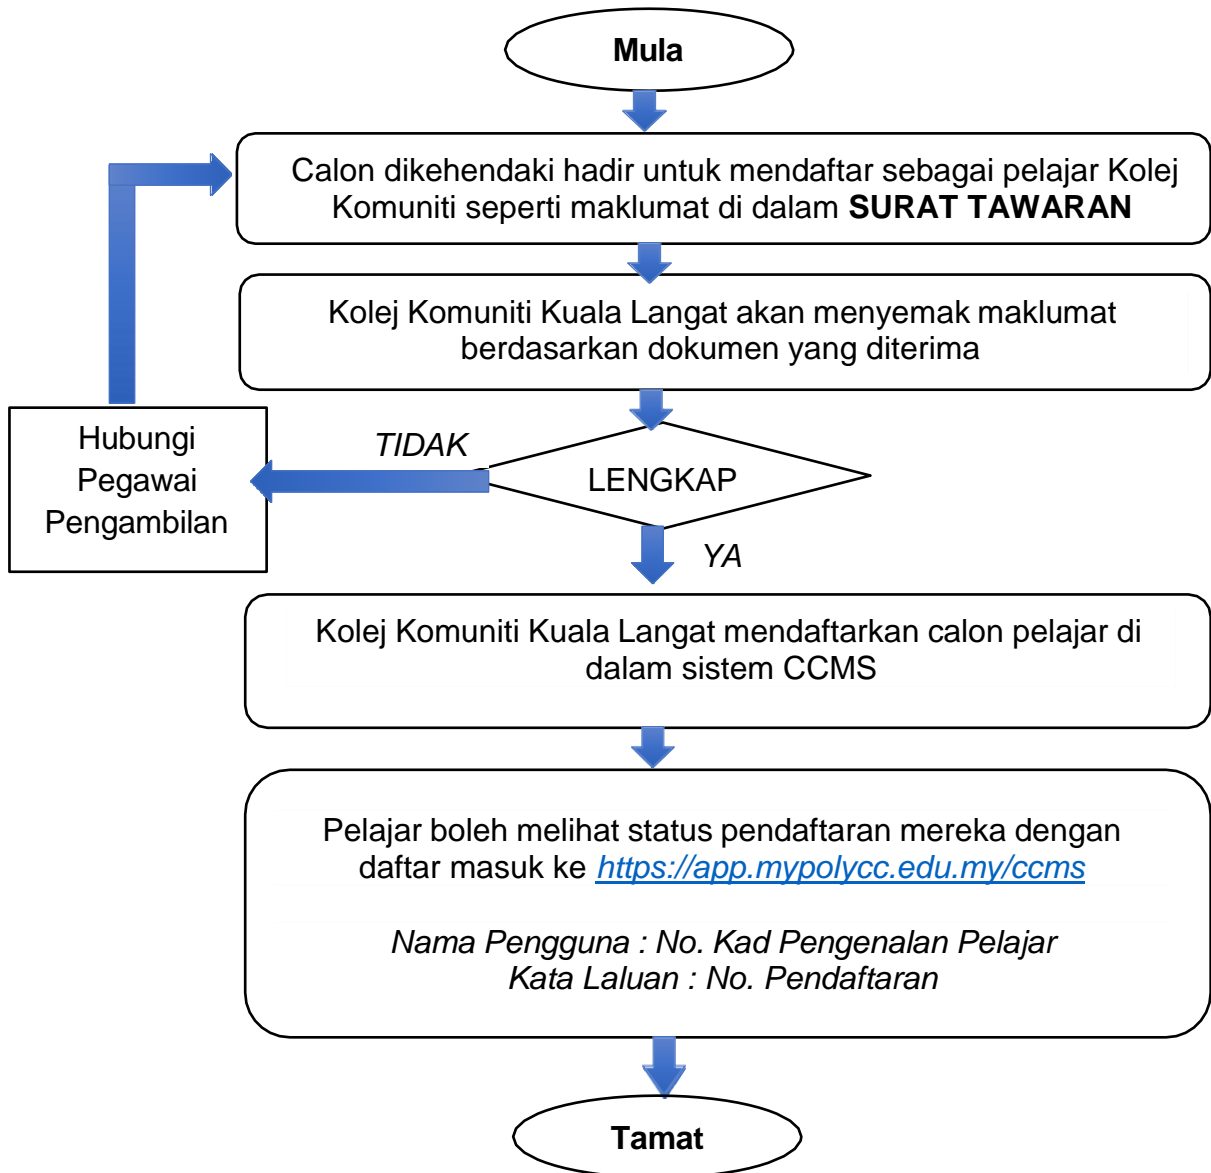 Mula
Calon dikehendaki hadir untuk mendaftar sebagai pelajar Kolej
Komuniti seperti maklumat di dalam SURAT TAWARAN
Kolej Komuniti Kuala Langat akan menyemak maklumat
berdasarkan dokumen yang diterima
Hubungi
Pegawai
Pengambilan
TIDAK
LENGKAP
YA
Kolej Komuniti Kuala Langat mendaftarkan calon pelajar di
dalam sistem CCMS
Pelajar boleh melihat status pendaftaran mereka dengan
daftar masuk ke https://app.mypolycc.edu.my/ccms
Nama Pengguna : No. Kad Pengenalan Pelajar
Kata Laluan : No. Pendaftaran
Tamat